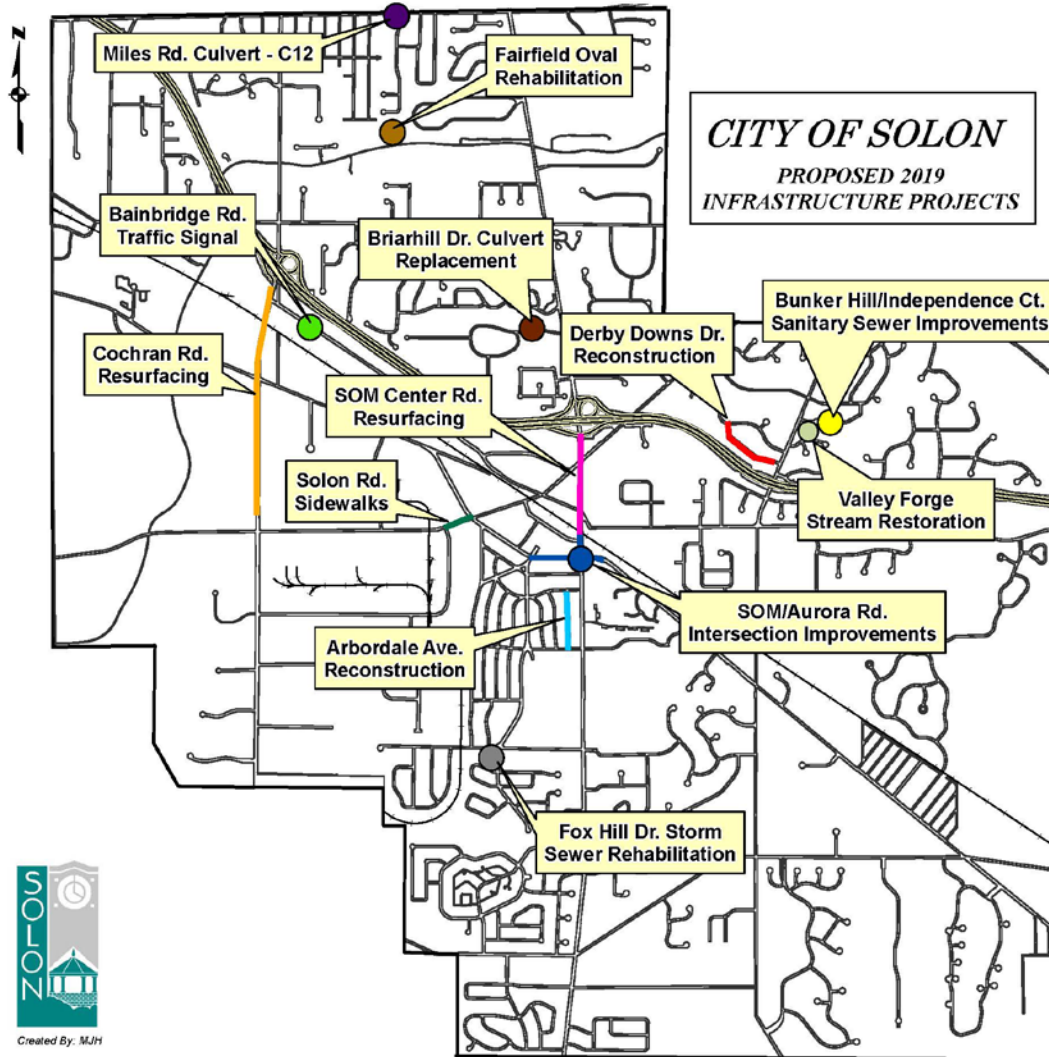 N
Miles Rd. Culvert - C12
Fairfield Oval
Rehabilitation
CITY OF SOLON
PROPOSED 2019
INFRASTRUCTURE PROJECTS
Bainbridge Rd.
Traffic Signal
Briarhill Dr. Culvert
Replacement
Bunker Hill/Independence Ct.
Sanitary Sewer Improvements
Derby Downs Dr.
Reconstruction
Cochran Rd.
Resurfacing
SOM Center Rd.
Resurfacing
Solon Rd.
Sidewalks
Valley Forge
Stream Restoration
SOM/Aurora Rd.
Intersection Improvements
Arbordale Ave.
Reconstruction
Fox Hill Dr. Storm
Sewer Rehabilitation
SOLON
Created By: MJH